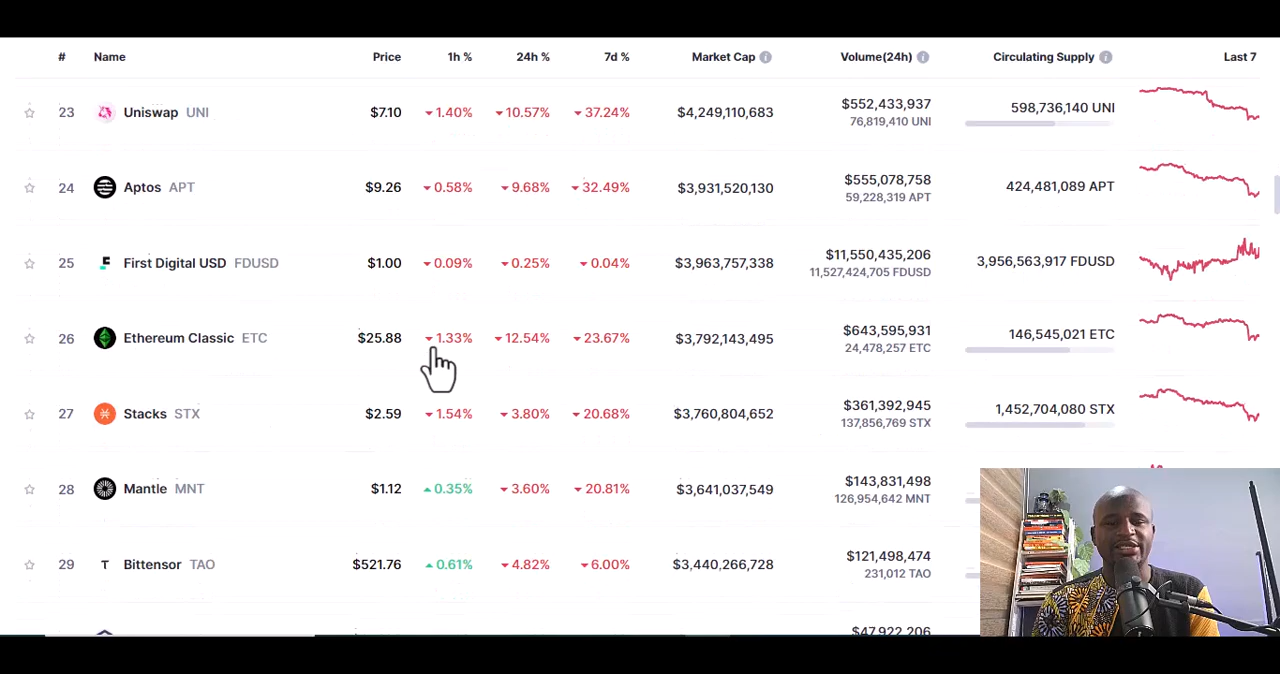 # Name Price 1h % 24h % 7d % Market Cap Volume(24h) Circulating Supply Last 7
23 Uniswap UNI $7.10 1.40% 10.57% 37.24% $4,249,110,683 $552,433,937 598,736,140 UNI
76,819,410 UNI
24 Aptos APT $9.26 0.58% 9.68% 32.49% $3,931,520,130 $555,078,758 424,481,089 APT
59,228,319 APT
25 First Digital USD FDUSD $1.00 0.09% 0.25% 0.04% $3,963,757,338 $11,550,435,206 3,956,563,917 FDUSD
11,527,424,705 FDUSD
26 Ethereum Classic ETC $25.88 1.33% 12.54% 23.67% $3,792,143,495 $643,595,931 146,545,021 ETC
24,478,257 ETC
27 Stacks STX $2.59 1.54% 3.80% 20.68% $3,760,804,652 $361,392,945 1,452,704,080 STX
137,856,769 STX
28 Mantle MNT $1.12 0.35% 3.60% 20.81% $3,641,037,549 $143,831,498
126,954,642 MNT
29 Bittensor TAO $521.76 0.61% 4.82% 6.00% $3,440,266,728 $121,498,474
231,012 TAO
$47,922,206